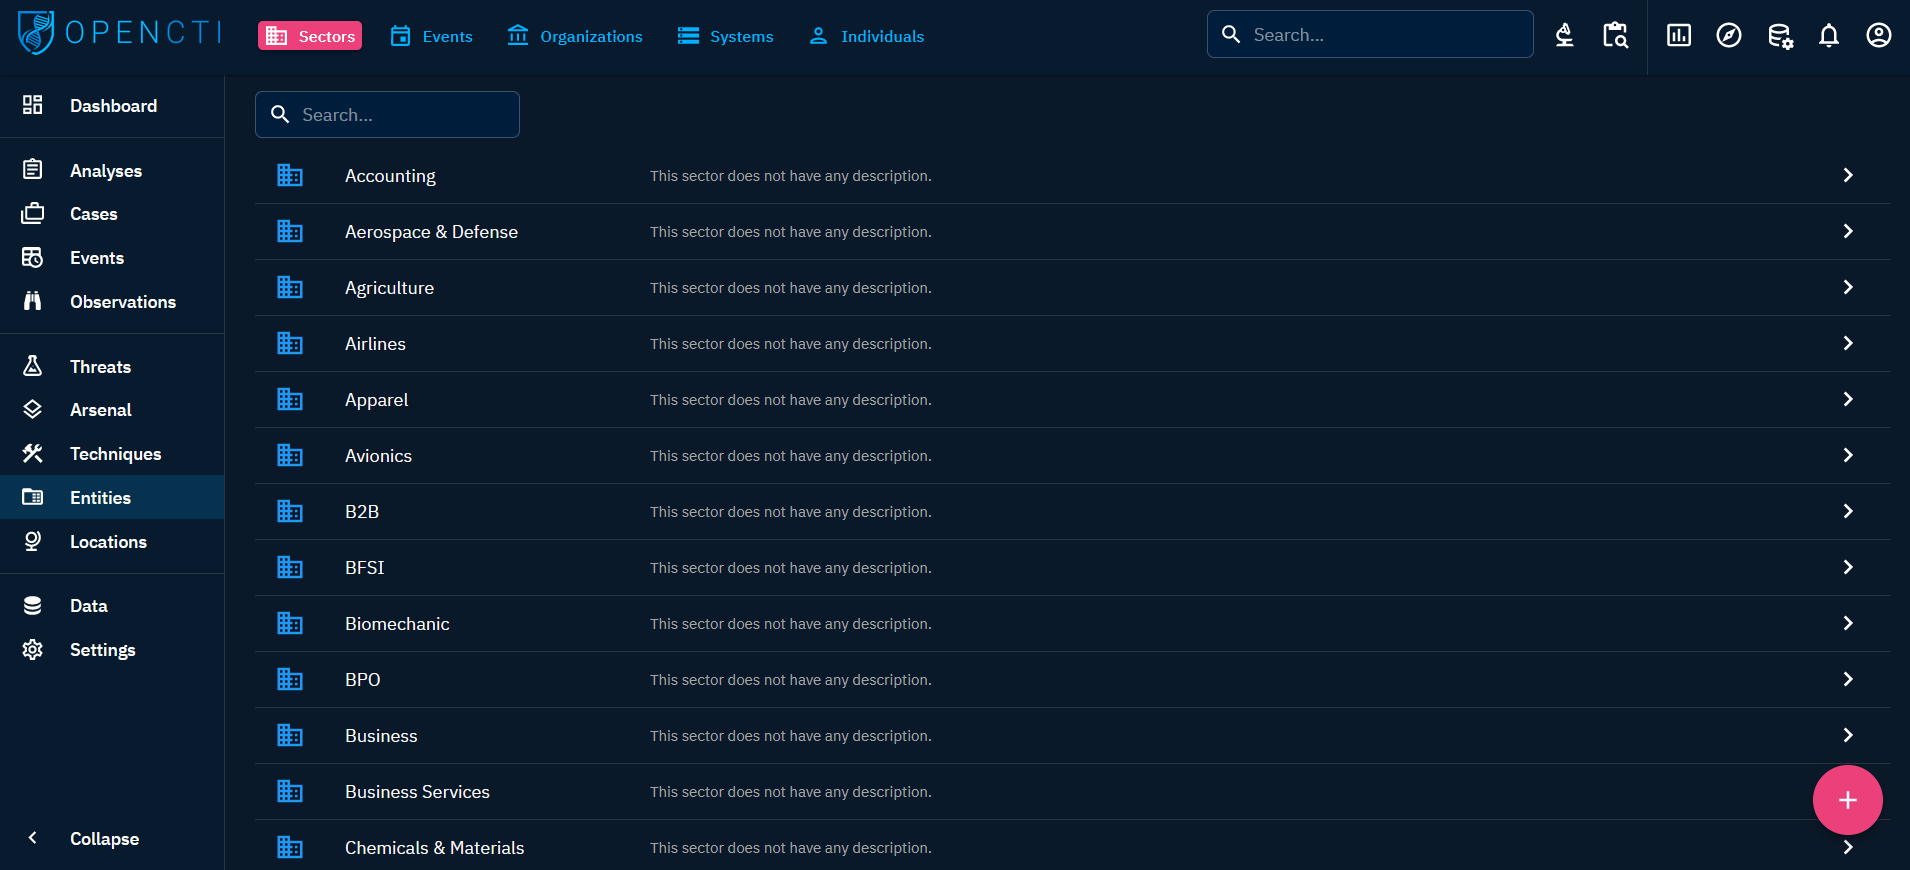 OPENCTI
Sectors
Events
Organizations
Systems
Individuals
Search...
Dashboard
Analyses
Cases
Events
Observations
Threats
Arsenal
Techniques
Entities
Locations
Data
Settings
Collapse
Search...
Accounting This sector does not have any description.
Aerospace & Defense This sector does not have any description.
Agriculture This sector does not have any description.
Airlines This sector does not have any description.
Apparel This sector does not have any description.
Avionics This sector does not have any description.
B2B This sector does not have any description.
BFSI This sector does not have any description.
Biomechanic This sector does not have any description.
BPO This sector does not have any description.
Business This sector does not have any description.
Business Services This sector does not have any description.
Chemicals & Materials This sector does not have any description.